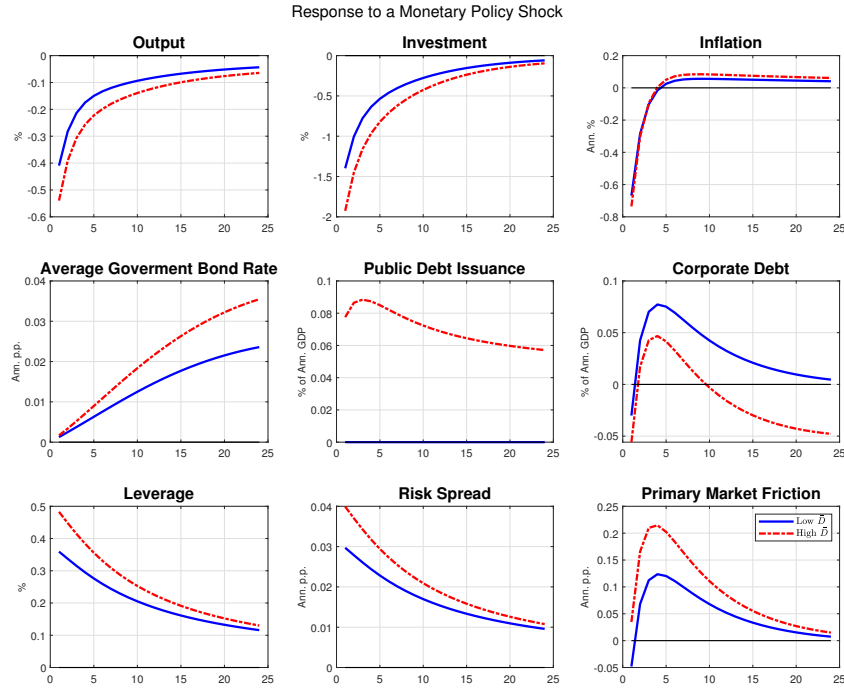 Response to a Monetary Policy Shock
Output
Investment
Inflation
%
0
-0.1
-0.2
-0.3
-0.4
-0.5
-0.6
0 5 10 15 20 25
%
0
-0.5
-1
-1.5
-2
0 5 10 15 20 25
Ann. %
0.2
0
-0.2
-0.4
-0.6
-0.8
0 5 10 15 20 25
Average Goverment Bond Rate
Public Debt Issuance
Corporate Debt
Ann. p.p.
0.04
0.03
0.02
0.01
0
0 5 10 15 20 25
% of Ann. GDP
0.1
0.08
0.06
0.04
0.02
0
0 5 10 15 20 25
% of Ann. GDP
0.1
0.05
0
-0.05
0 5 10 15 20 25
Leverage
Risk Spread
Primary Market Friction
%
0.5
0.4
0.3
0.2
0.1
0
0 5 10 15 20 25
Ann. p.p.
0.04
0.03
0.02
0.01
0
0 5 10 15 20 25
Ann. p.p.
0.25
0.2
0.15
0.1
0.05
0
-0.05
0 5 10 15 20 25
Low D̄
High D̄